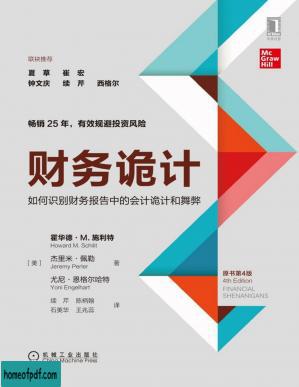 Mc
Graw
Hill
联袂推荐
夏 草 崔 宏
钟文庆 续 芹 西格尔
畅销 25 年,有效规避投资风险
财务诡计
如何识别财务报告中的会计诡计和舞弊
霍华德·M. 施利特
Howard M. Schilit
[美] 杰里米·佩勒 著
Jeremy Perler
尤尼·恩格尔哈特
Yoni Engelhart
续 芹 陈柄翰 译
石美华 王兆蕊
原书第4版
4th Edition
FINANCIAL
SHENANIGANS
机械工业出版社
China Machine Press
homeofpdf.com
homeofpdf.com